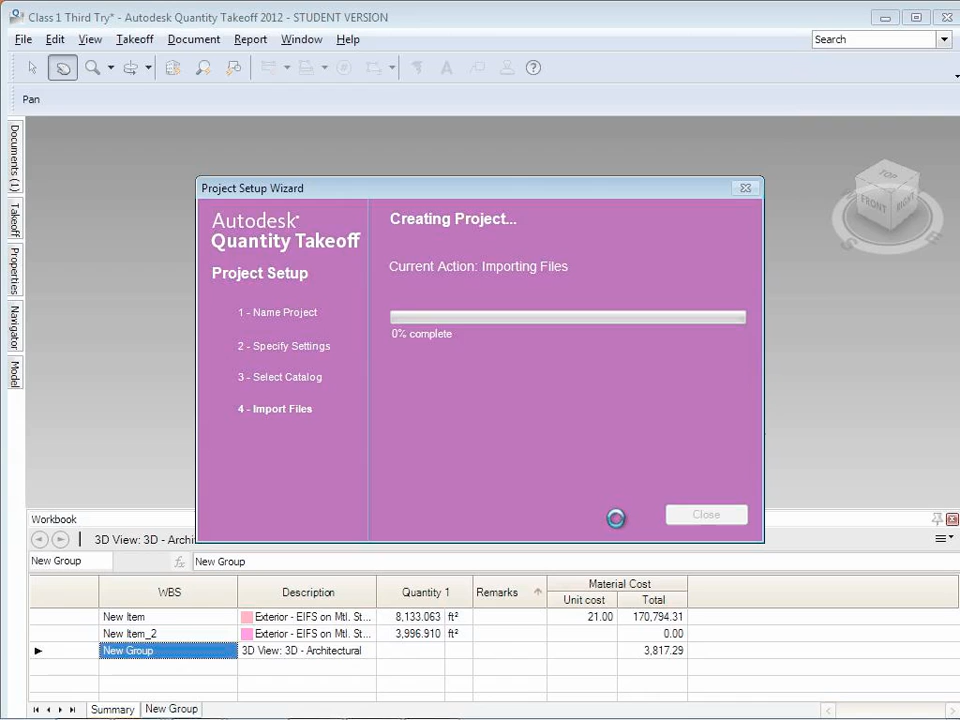 Class 1 Third Try* - Autodesk Quantity Takeoff 2012 - STUDENT VERSION
File Edit View Takeoff Document Report Window Help
Search
Pan
Documents (1)
Takeoff
Properties
Navigator
Model
TOP
FRONT
RIGHT
S
E
Project Setup Wizard
Autodesk
Quantity Takeoff
Project Setup
1 - Name Project
2 - Specify Settings
3 - Select Catalog
4 - Import Files
Creating Project...
Current Action: Importing Files
0% complete
Close
Workbook
3D View: 3D - Archi
New Group fx New Group
WBS Description Quantity 1 Remarks Material Cost
Unit cost Total
New Item Exterior - EIFS on Mtl. St... 8,133.063 ft² 21.00 170,794.31
New Item_2 Exterior - EIFS on Mtl. St... 3,996.910 ft² 0.00
New Group 3D View: 3D - Architectural 3,817.29
Summary New Group